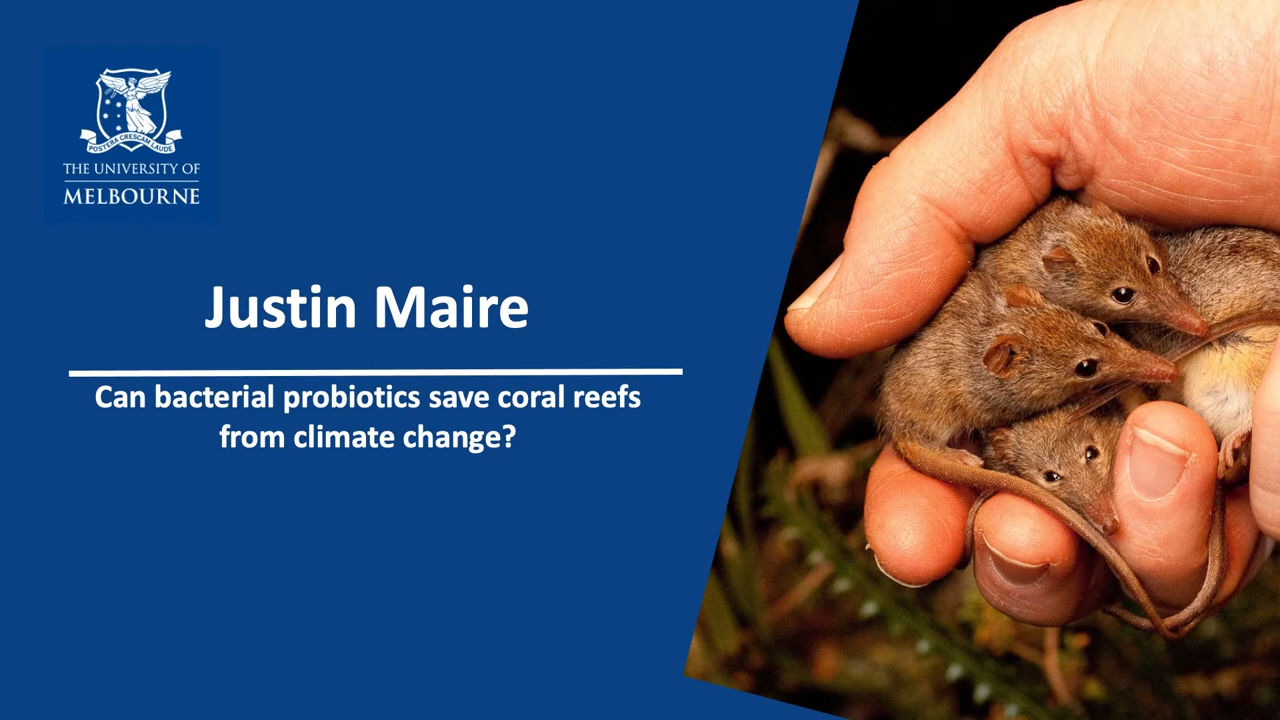 POSTERA CRESCAM LAUDE
THE UNIVERSITY OF
MELBOURNE
Justin Maire
Can bacterial probiotics save coral reefs
from climate change?